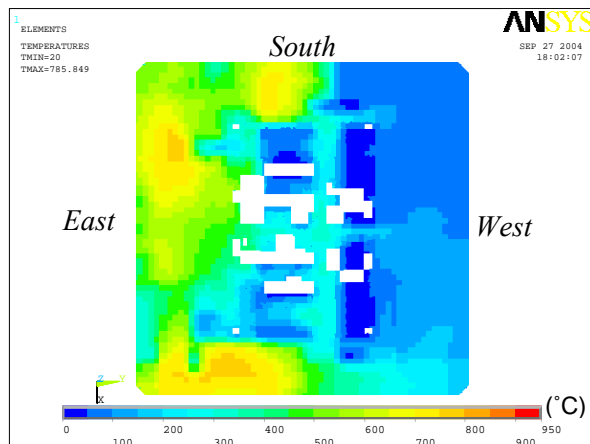 1
ELEMENTS
TEMPERATURES
TMIN=20
TMAX=785.849
ANSYS
SEP 27 2004
18:02:07
South
East
West
Z Y
X
(°C)
0 200 400 600 800 950
100 300 500 700 900